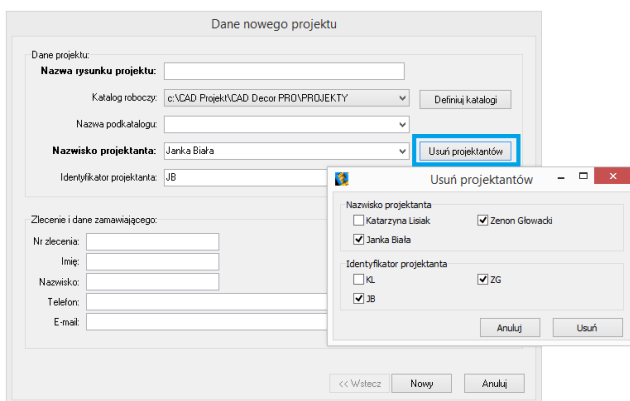 Dane nowego projektu
Dane projektu:
Nazwa rysunku projektu:
Katalog roboczy: c:\CAD Projekt\CAD Decor PRO\PROJEKTY Definiuj katalogi
Nazwa podkatalogu:
Nazwisko projektanta: Janka Biała Usuń projektantów
Identyfikator projektanta: JB
Usuń projektantów
Nazwisko projektanta
Katarzyna Lisiak Zenon Głowacki
Janka Biała
Identyfikator projektanta
KL ZG
JB
Anuluj Usuń
Zlecenie i dane zamawiającego:
Nr zlecenia:
Imię:
Nazwisko:
Telefon:
E-mail:
<< Wstecz Nowy Anuluj